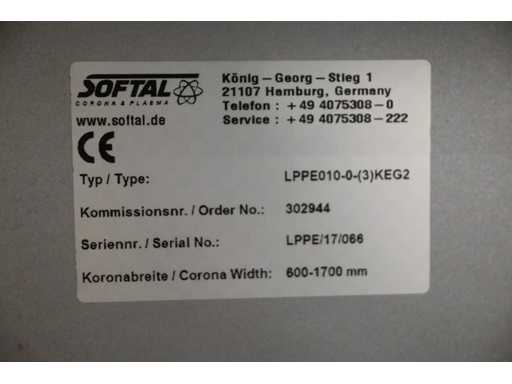 SOFTAL
CORONA & PLASMA
www.softal.de
König – Georg – Stieg 1
21107 Hamburg, Germany
Telefon : + 49 4075308 – 0
Service : + 49 4075308 – 222
CE
Typ / Type: LPPE010-0-(3)KEG2
Kommissionsnr. / Order No.: 302944
Seriennr. / Serial No.: LPPE/17/066
Koronabreite / Corona Width: 600-1700 mm